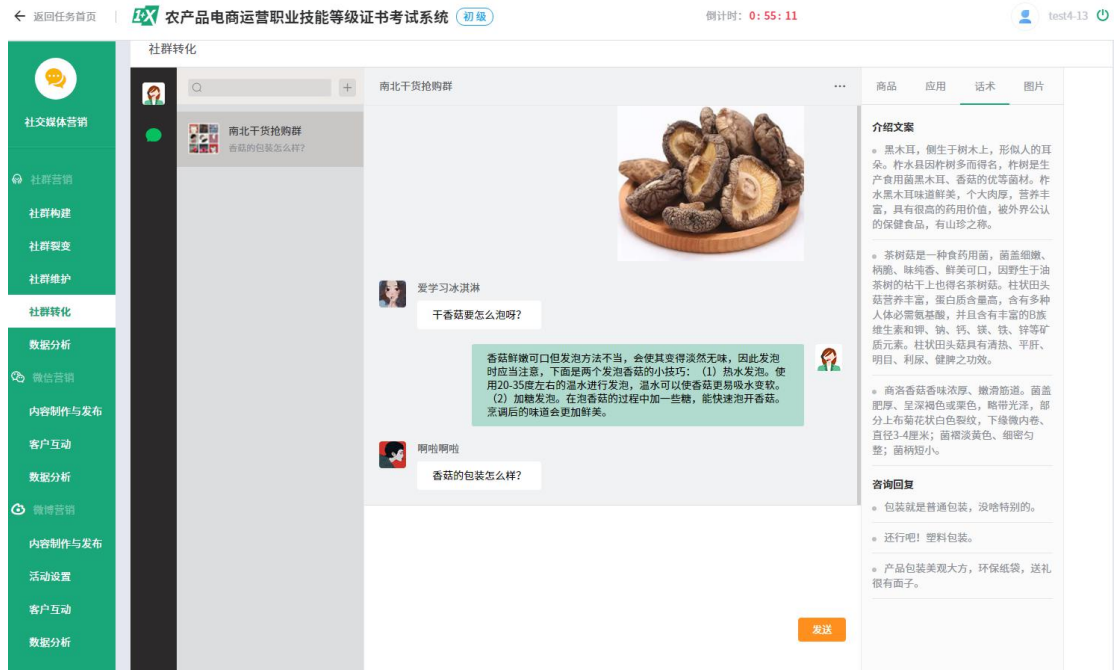 返回任务首页
1+X 农产品电商运营职业技能等级证书考试系统 初级
倒计时：0:55:11
test4-13
社交媒体营销
社群营销
社群构建
社群裂变
社群维护
社群转化
数据分析
微信营销
内容制作与发布
客户互动
数据分析
微博营销
内容制作与发布
活动设置
客户互动
数据分析
社群转化
南北干货抢购群
香菇的包装怎么样？
南北干货抢购群
爱学习冰淇淋
干香菇要怎么泡呀？
香菇鲜嫩可口但发泡方法不当，会使其变得淡然无味，因此发泡
时应当注意，下面是两个发泡香菇的小技巧：（1）热水发泡。使
用20-35度左右的温水进行发泡，温水可以使香菇更易吸水变软。
（2）加糖发泡。在泡香菇的过程中加一些糖，能快速泡开香菇。
烹调后的味道会更加鲜美。
啊啦啊啦
香菇的包装怎么样？
发送
商品 应用 话术 图片
介绍文案
黑木耳，侧生于树木上，形似人的耳
朵。柞水县因柞树多而得名，柞树是生
产食用菌黑木耳、香菇的优等菌材。柞
水黑木耳味道鲜美，个大肉厚，营养丰
富，具有很高的药用价值，被外界公认
的保健食品，有山珍之称。
茶树菇是一种食药用菌，菌盖细嫩、
柄脆、味纯香、鲜美可口，因野生于油
茶树的枯干上也得名茶树菇。柱状田头
菇营养丰富，蛋白质含量高，含有多种
人体必需氨基酸，并且含有丰富的B族
维生素和钾、钠、钙、镁、铁、锌等矿
质元素。柱状田头菇具有清热、平肝、
明目、利尿、健脾之功效。
商洛香菇香味浓厚、嫩滑筋道。菌盖
肥厚、呈深褐色或栗色，略带光泽，部
分上布菊花状白色裂纹，下缘微内卷、
直径3-4厘米；菌褶淡黄色、细密匀
整；菌柄短小。
咨询回复
包装就是普通包装，没啥特别的。
还行吧！塑料包装。
产品包装美观大方，环保纸袋，送礼
很有面子。